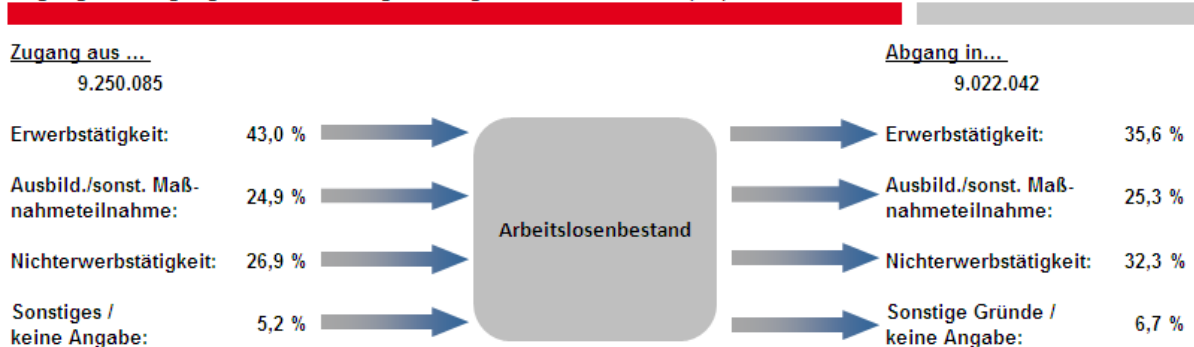 Zugang aus ...
9.250.085
Erwerbstätigkeit: 43,0 %
Ausbild./sonst. Maß-
nahmeteilnahme: 24,9 %
Nichterwerbstätigkeit: 26,9 %
Sonstiges /
keine Angabe: 5,2 %
Arbeitslosenbestand
Abgang in...
9.022.042
Erwerbstätigkeit: 35,6 %
Ausbild./sonst. Maß-
nahmeteilnahme: 25,3 %
Nichterwerbstätigkeit: 32,3 %
Sonstige Gründe /
keine Angabe: 6,7 %